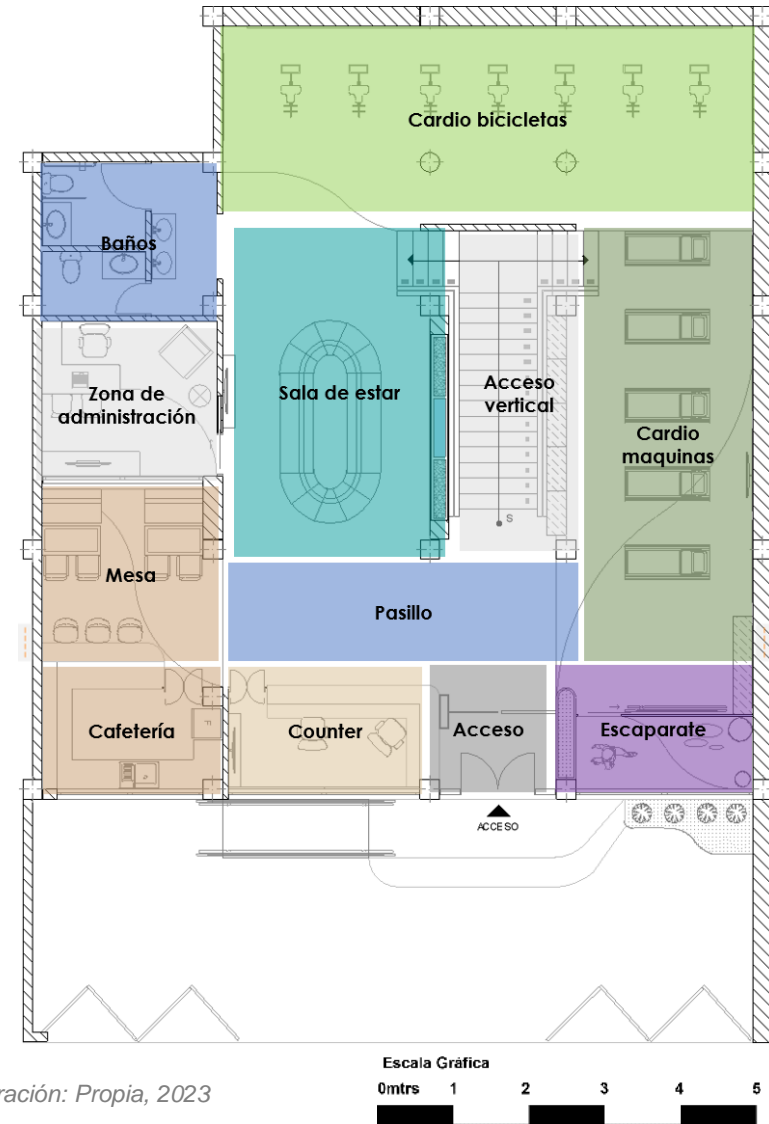 Cardio bicicletas
Baños
Zona de
administración
Sala de estar
Acceso
vertical
Cardio
maquinas
S
Mesa
Pasillo
Cafetería
F
Counter
Acceso
Escaparate
ACCESO
Escala Gráfica
ración: Propia, 2023
0mtrs 1 2 3 4 5